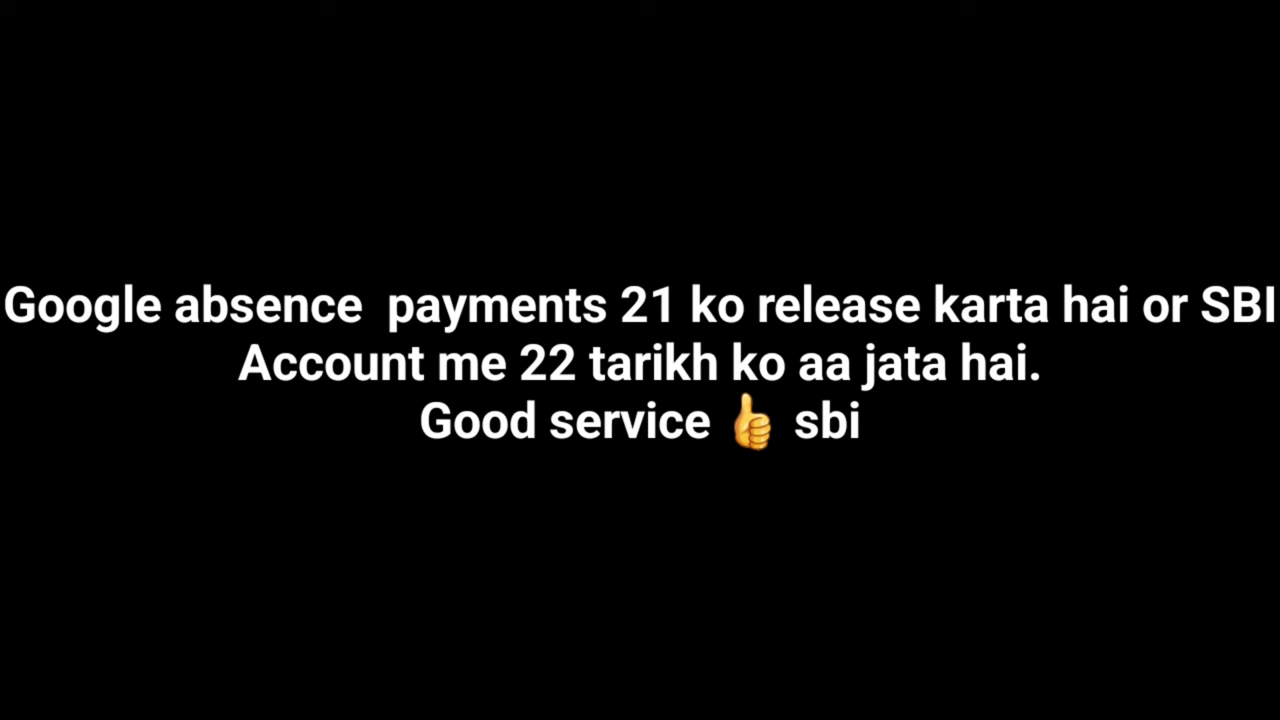 Google absence  payments 21 ko release karta hai or SBI
Account me 22 tarikh ko aa jata hai.
Good service 👍 sbi